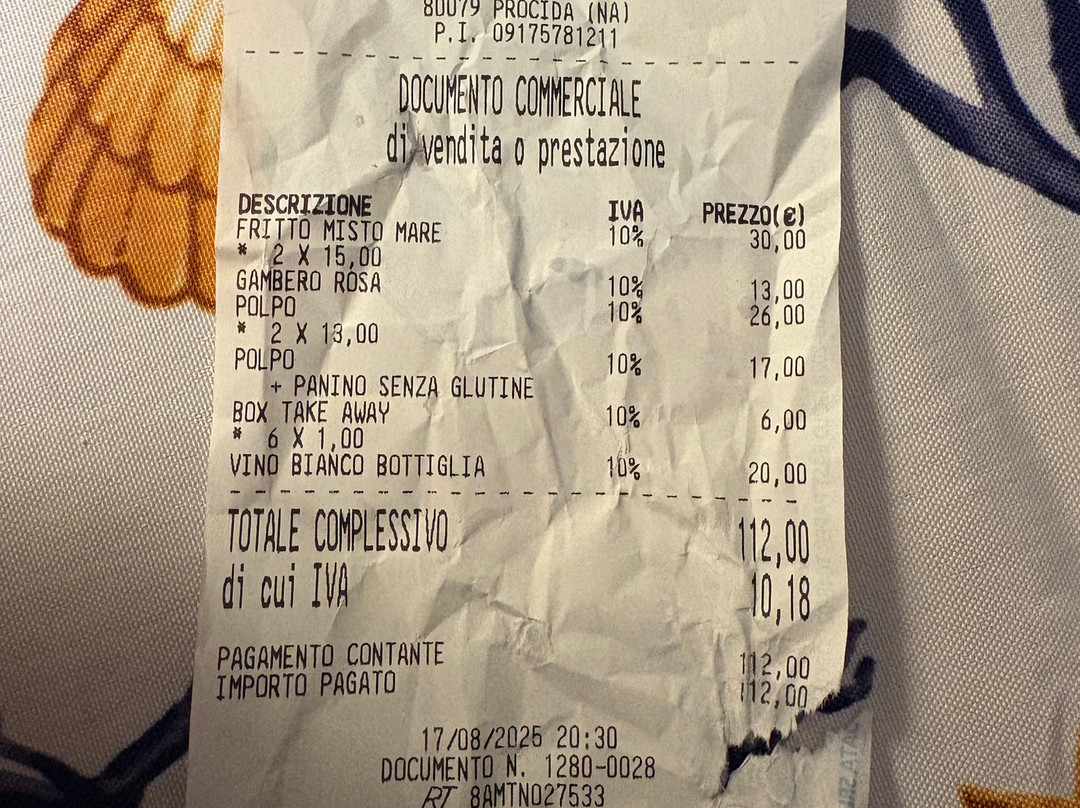 80079 PROCIDA (NA)
P.I. 09175781211
DOCUMENTO COMMERCIALE
di vendita o prestazione
DESCRIZIONE IVA PREZZO(€)
FRITTO MISTO MARE 10% 30,00
* 2 X 15,00
GAMBERO ROSA 10% 13,00
POLPO 10% 26,00
* 2 X 13,00
POLPO 10% 17,00
+ PANINO SENZA GLUTINE
BOX TAKE AWAY 10% 6,00
* 6 X 1,00
VINO BIANCO BOTTIGLIA 10% 20,00
TOTALE COMPLESSIVO 112,00
di cui IVA 10,18
PAGAMENTO CONTANTE 112,00
IMPORTO PAGATO 112,00
17/08/2025 20:30
DOCUMENTO N. 1280-0028
RT 8AMTN027533